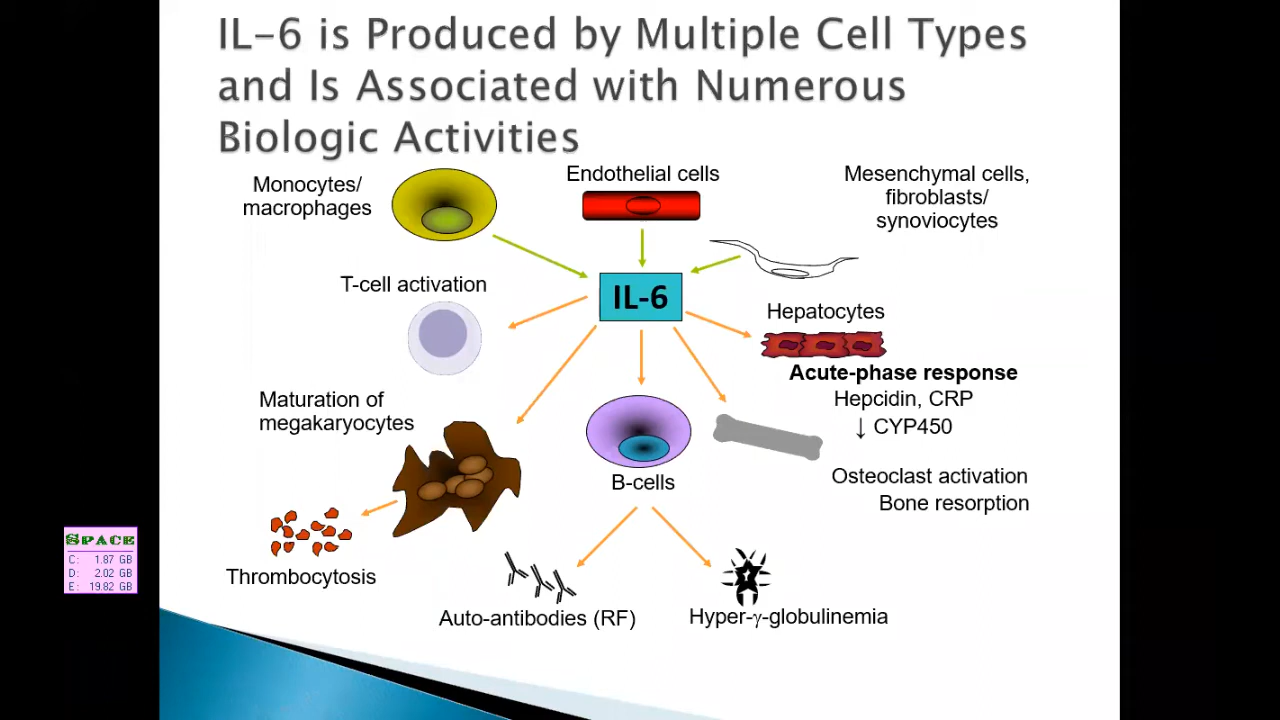 IL-6 is Produced by Multiple Cell Types
and Is Associated with Numerous
Biologic Activities
Monocytes/
macrophages
Endothelial cells
Mesenchymal cells,
fibroblasts/
synoviocytes
T-cell activation
IL-6
Hepatocytes
Acute-phase response
Hepcidin, CRP
↓ CYP450
Maturation of
megakaryocytes
B-cells
Osteoclast activation
Bone resorption
Thrombocytosis
Auto-antibodies (RF)
Hyper-γ-globulinemia
SPACE
C: 1.87 GB
D: 2.02 GB
E: 19.82 GB